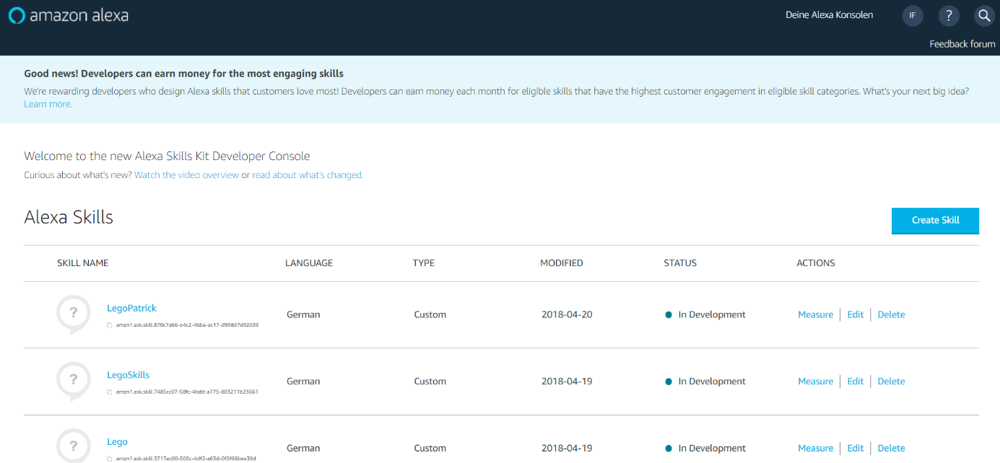 amazon alexa
Deine Alexa Konsolen
IF
?
Feedback forum
Good news! Developers can earn money for the most engaging skills
We're rewarding developers who design Alexa skills that customers love most! Developers can earn money each month for eligible skills that have the highest customer engagement in eligible skill categories. What's your next big idea?
Learn more.
Welcome to the new Alexa Skills Kit Developer Console
Curious about what's new? Watch the video overview or read about what's changed.
Alexa Skills
Create Skill
SKILL NAME LANGUAGE TYPE MODIFIED STATUS ACTIONS
? LegoPatrick German Custom 2018-04-20 In Development Measure Edit Delete
amzn1.ask.skill.870c7a66-e4c2-4bba-ac17-d998d7d92039
? LegoSkills German Custom 2018-04-19 In Development Measure Edit Delete
amzn1.ask.skill.7485cc07-58fc-4bdd-a775-803211b23661
? Lego German Custom 2018-04-19 In Development Measure Edit Delete
amzn1.ask.skill.3717ac00-505c-4df2-a63d-0f5f66bea38d